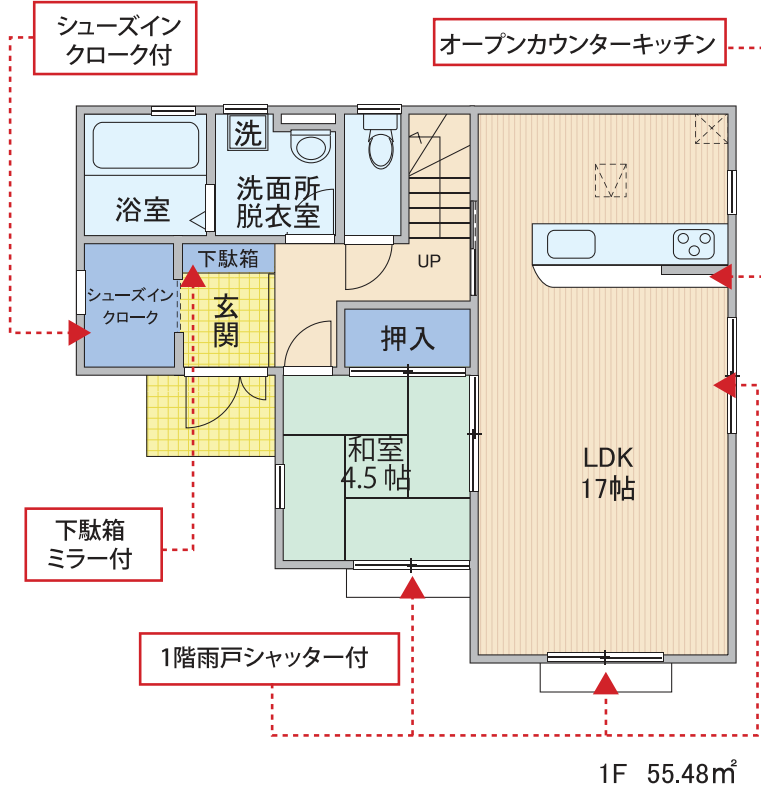 シューズイン
クローク付
オープンカウンターキッチン
洗
浴室
洗面所
脱衣室
下駄箱
UP
シューズイン
クローク
玄
関
押入
和室
4.5帖
LDK
17帖
下駄箱
ミラー付
1階雨戸シャッター付
1F 55.48㎡